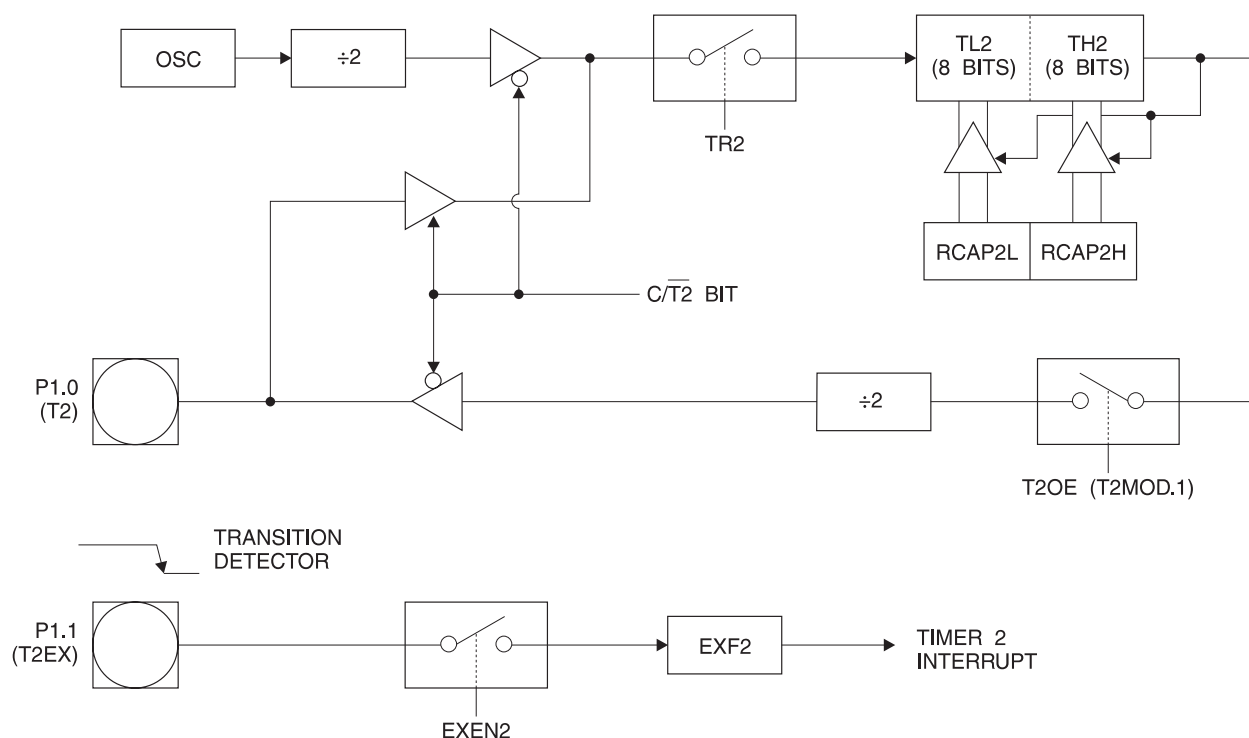 OSC
÷2
TR2
TL2
(8 BITS)
TH2
(8 BITS)
RCAP2L
RCAP2H
C/T̅2̅ BIT
P1.0
(T2)
÷2
T2OE (T2MOD.1)
TRANSITION
DETECTOR
P1.1
(T2EX)
EXEN2
EXF2
TIMER 2
INTERRUPT